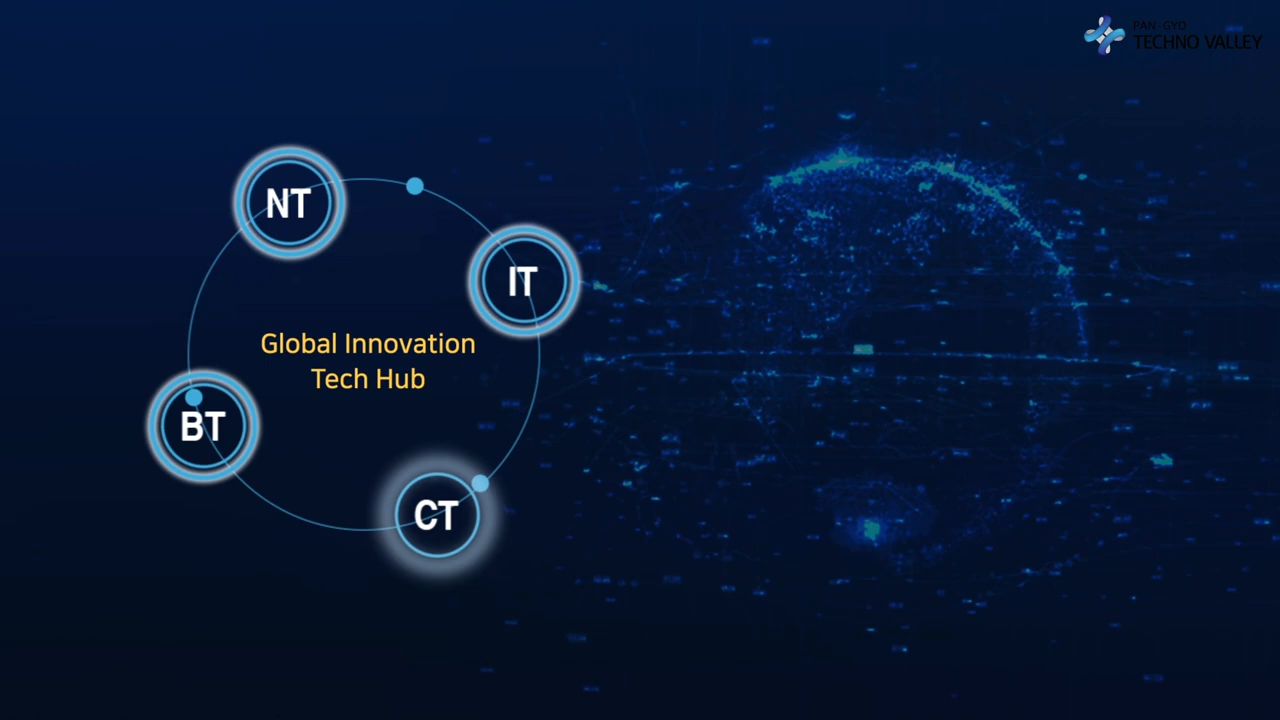 PAN-GYO
TECHNO VALLEY
NT
IT
Global Innovation
Tech Hub
BT
CT